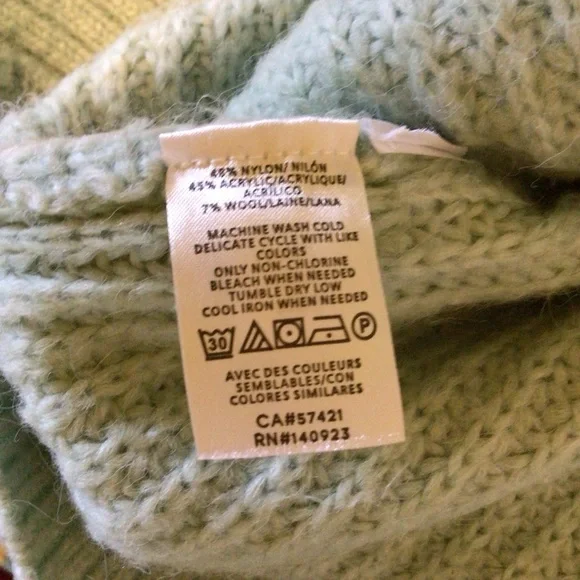 48% NYLON/NILÓN
45% ACRYLIC/ACRYLIQUE/
ACRÍLICO
7% WOOL/LAINE/LANA
MACHINE WASH COLD
DELICATE CYCLE WITH LIKE
COLORS
ONLY NON-CHLORINE
BLEACH WHEN NEEDED
TUMBLE DRY LOW
COOL IRON WHEN NEEDED
30 P
AVEC DES COULEURS
SEMBLABLES/CON
COLORES SIMILARES
CA#57421
RN#140923